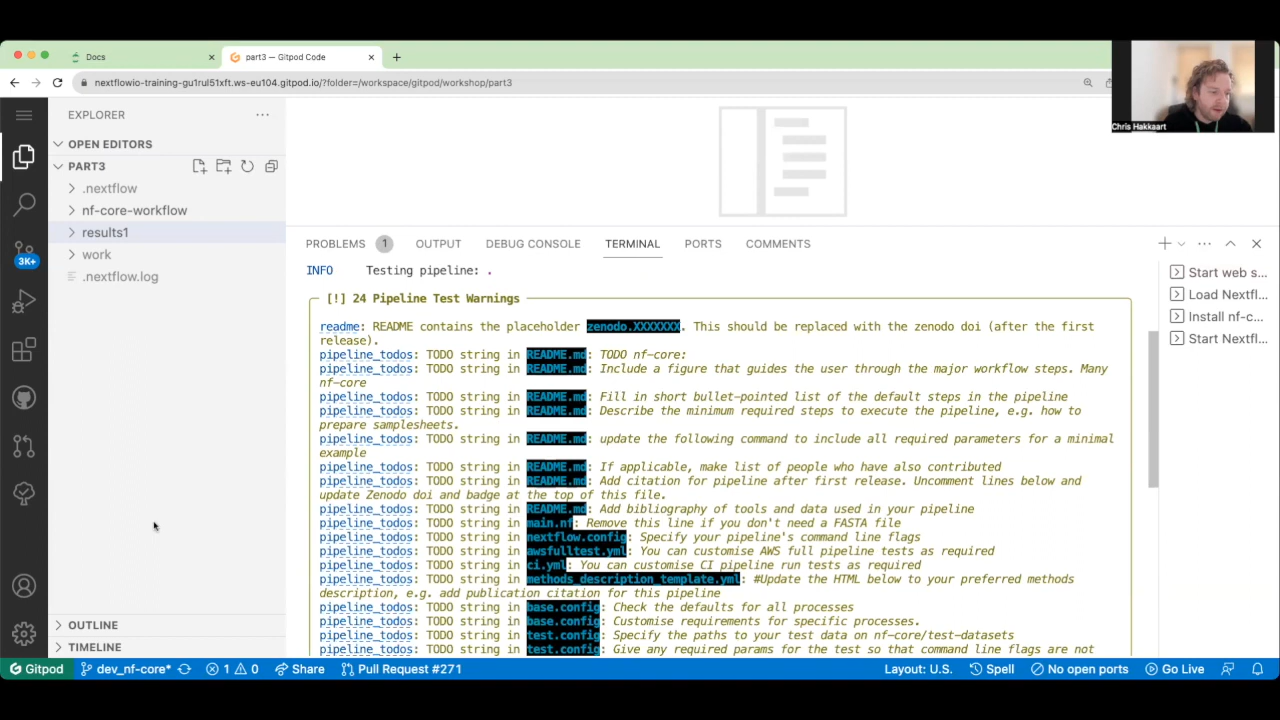 Docs
part3 — Gitpod Code
nextflowio-training-gu1rul51xft.ws-eu104.gitpod.io/?folder=/workspace/gitpod/workshop/part3
Chris Hakkaart
EXPLORER
OPEN EDITORS
PART3
.nextflow
nf-core-workflow
results1
work
.nextflow.log
OUTLINE
TIMELINE
3K+
PROBLEMS 1 OUTPUT DEBUG CONSOLE TERMINAL PORTS COMMENTS
INFO Testing pipeline: .
[!] 24 Pipeline Test Warnings
readme: README contains the placeholder zenodo.XXXXXXX. This should be replaced with the zenodo doi (after the first
release).
pipeline_todos: TODO string in README.md: TODO nf-core:
pipeline_todos: TODO string in README.md: Include a figure that guides the user through the major workflow steps. Many
nf-core
pipeline_todos: TODO string in README.md: Fill in short bullet-pointed list of the default steps in the pipeline
pipeline_todos: TODO string in README.md: Describe the minimum required steps to execute the pipeline, e.g. how to
prepare samplesheets.
pipeline_todos: TODO string in README.md: update the following command to include all required parameters for a minimal
example
pipeline_todos: TODO string in README.md: If applicable, make list of people who have also contributed
pipeline_todos: TODO string in README.md: Add citation for pipeline after first release. Uncomment lines below and
update Zenodo doi and badge at the top of this file.
pipeline_todos: TODO string in README.md: Add bibliography of tools and data used in your pipeline
pipeline_todos: TODO string in main.nf: Remove this line if you don't need a FASTA file
pipeline_todos: TODO string in nextflow.config: Specify your pipeline's command line flags
pipeline_todos: TODO string in awsfulltest.yml: You can customise AWS full pipeline tests as required
pipeline_todos: TODO string in ci.yml: You can customise CI pipeline run tests as required
pipeline_todos: TODO string in methods_description_template.yml: #Update the HTML below to your preferred methods
description, e.g. add publication citation for this pipeline
pipeline_todos: TODO string in base.config: Check the defaults for all processes
pipeline_todos: TODO string in base.config: Customise requirements for specific processes.
pipeline_todos: TODO string in test.config: Specify the paths to your test data on nf-core/test-datasets
pipeline_todos: TODO string in test.config: Give any required params for the test so that command line flags are not
Start web s...
Load Nextfl...
Install nf-c...
Start Nextfl...
Gitpod dev_nf-core* 1 0 Share Pull Request #271 Layout: U.S. Spell No open ports Go Live